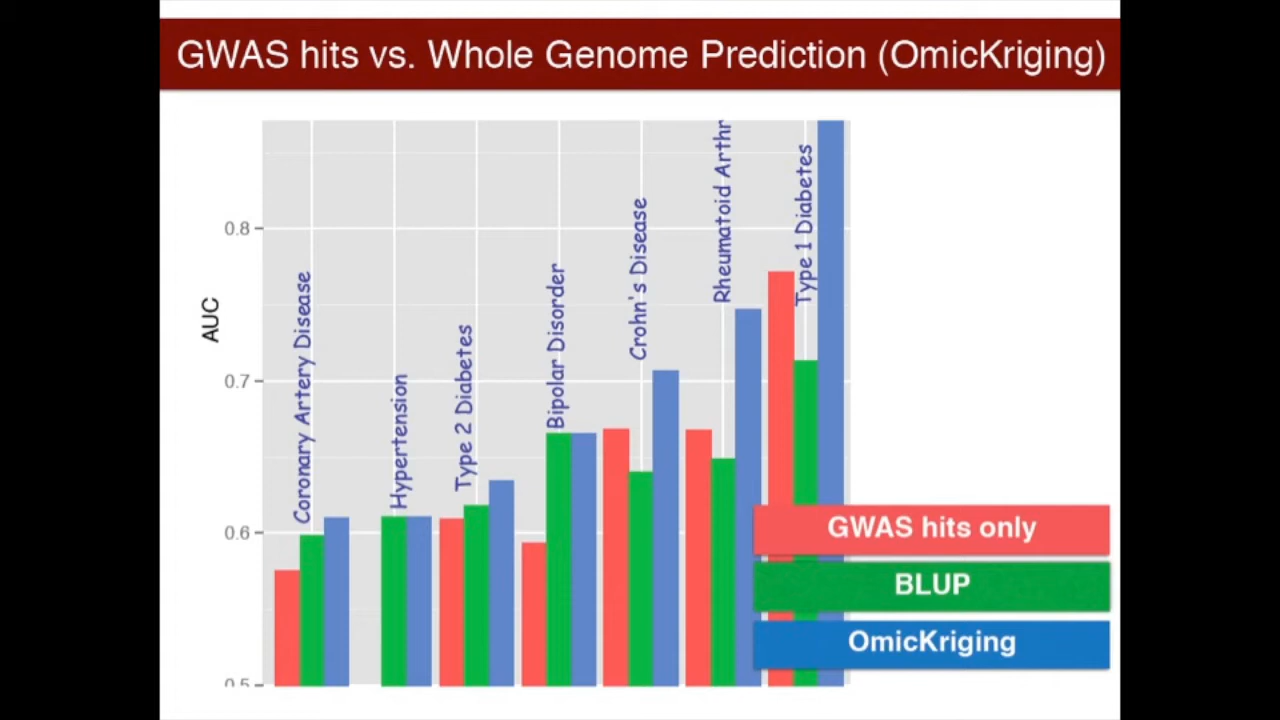 GWAS hits vs. Whole Genome Prediction (OmicKriging)
AUC
0.8
0.7
0.6
0.5
Coronary Artery Disease
Hypertension
Type 2 Diabetes
Bipolar Disorder
Crohn's Disease
Rheumatoid Arthr
Type 1 Diabetes
GWAS hits only
BLUP
OmicKriging